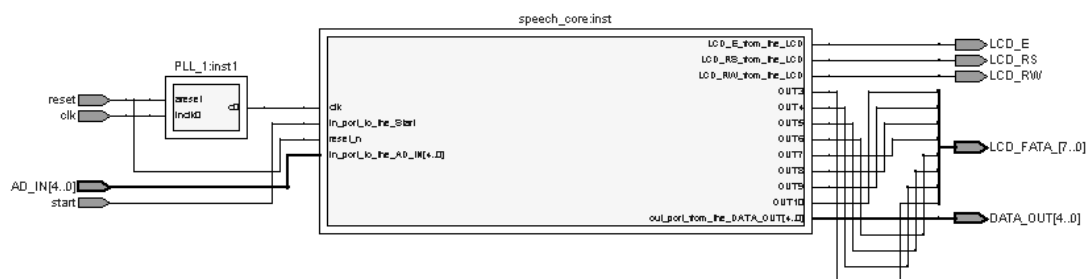 speech_core:inst
PLL_1:inst1
reset
clk
areset
inclk0
c0
AD_IN[4..0]
start
clk
in_port_to_the_Start
reset_n
in_port_to_the_AD_IN[4..0]
LCD_E_from_the_LCD
LCD_RS_from_the_LCD
LCD_RW_from_the_LCD
OUT3
OUT4
OUT5
OUT6
OUT7
OUT8
OUT9
OUT10
out_port_from_the_DATA_OUT[4..0]
LCD_E
LCD_RS
LCD_RW
LCD_FATA_[7..0]
DATA_OUT[4..0]